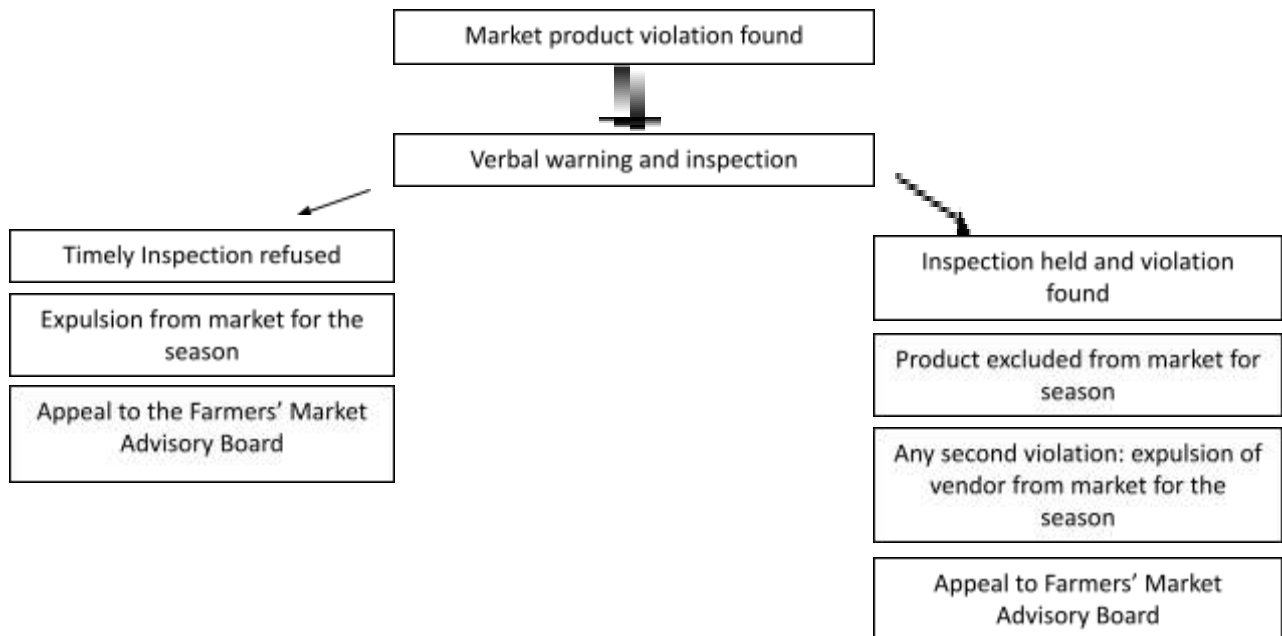 Market product violation found
Verbal warning and inspection
Timely Inspection refused
Expulsion from market for the
season
Appeal to the Farmers’ Market
Advisory Board
Inspection held and violation
found
Product excluded from market for
season
Any second violation: expulsion of
vendor from market for the
season
Appeal to Farmers’ Market
Advisory Board